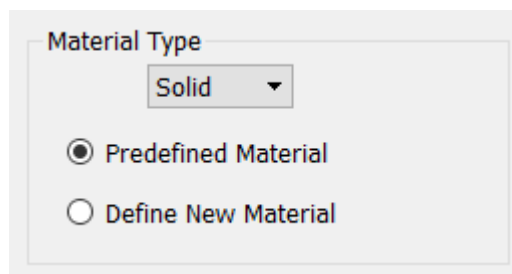 Material Type
Solid
Predefined Material
Define New Material